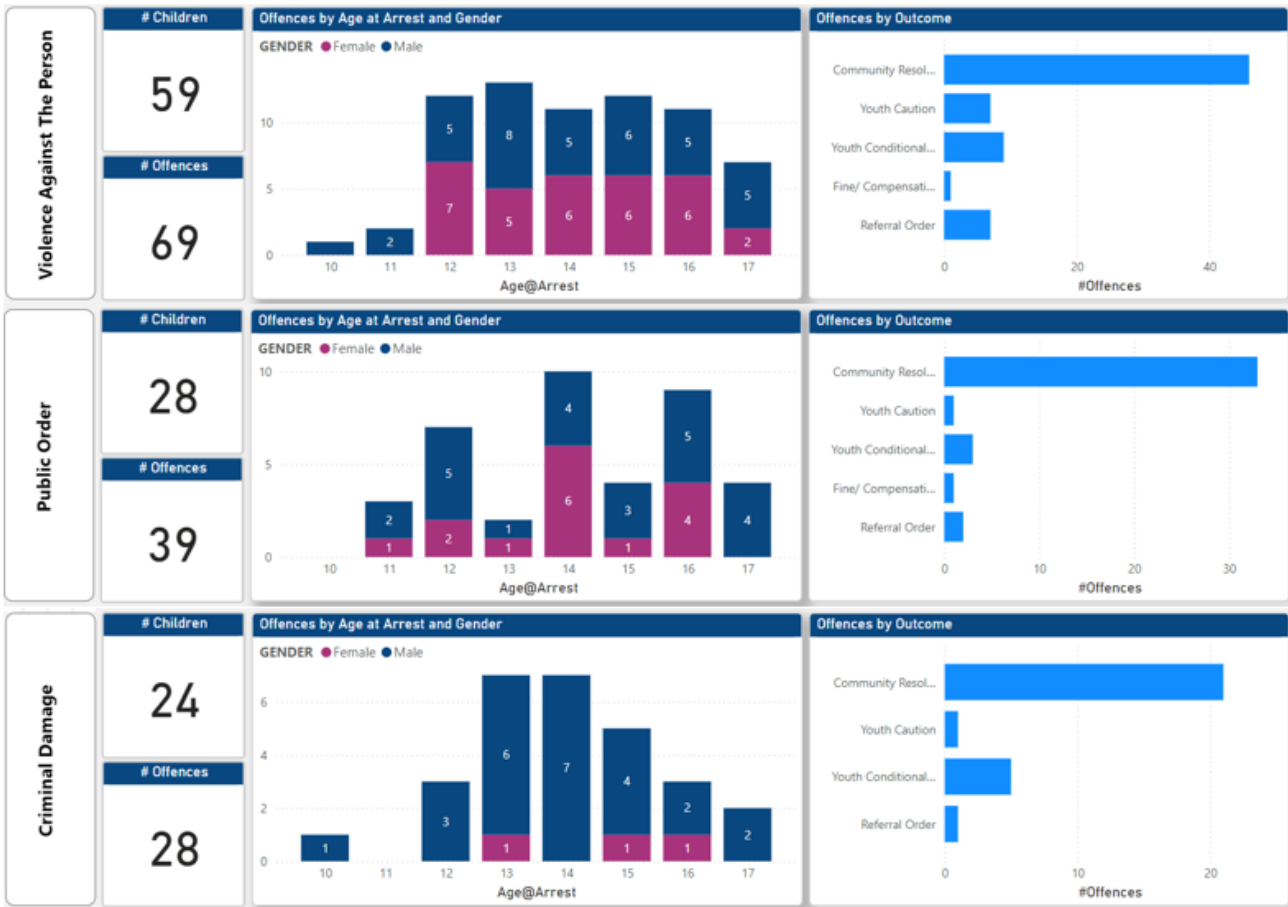 Violence Against The Person
# Children
59
# Offences
69
Offences by Age at Arrest and Gender
GENDER Female Male
10
5
0
5
7
8
5
5
6
6
6
5
6
5
2
2
10 11 12 13 14 15 16 17
Age@Arrest
Offences by Outcome
Community Resol...
Youth Caution
Youth Conditional...
Fine/ Compensati...
Referral Order
0 20 40
#Offences
Public Order
# Children
28
# Offences
39
Offences by Age at Arrest and Gender
GENDER Female Male
10
5
0
2
1
5
2
1
1
4
6
3
1
5
4
4
10 11 12 13 14 15 16 17
Age@Arrest
Offences by Outcome
Community Resol...
Youth Caution
Youth Conditional...
Fine/ Compensati...
Referral Order
0 10 20 30
#Offences
Criminal Damage
# Children
24
# Offences
28
Offences by Age at Arrest and Gender
GENDER Female Male
6
4
2
0
1
3
6
1
7
4
1
2
1
2
10 11 12 13 14 15 16 17
Age@Arrest
Offences by Outcome
Community Resol...
Youth Caution
Youth Conditional...
Referral Order
0 10 20
#Offences